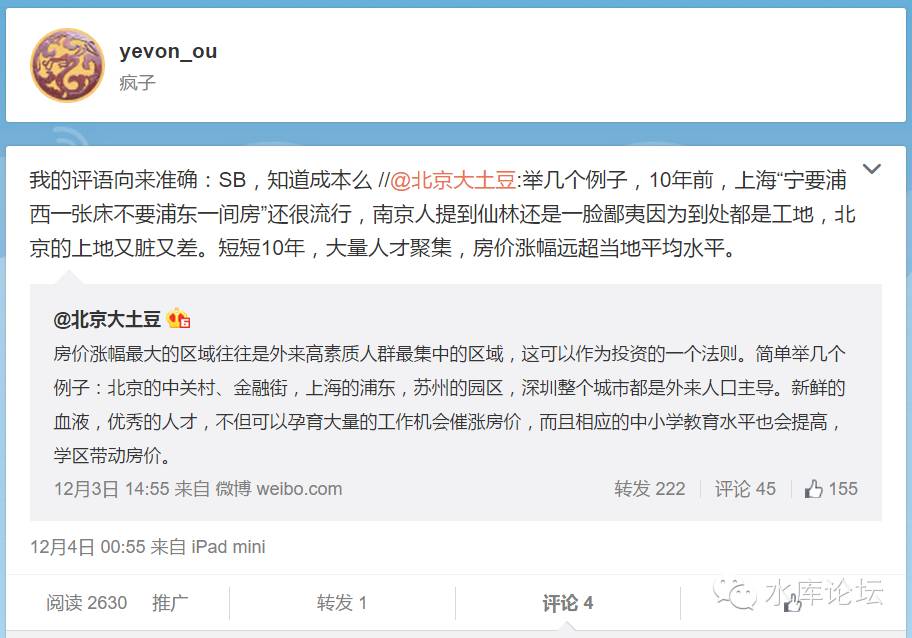 yevon_ou
疯子
我的评语向来准确：SB，知道成本么 //@北京大土豆:举几个例子，10年前，上海“宁要浦
西一张床不要浦东一间房”还很流行，南京人提到仙林还是一脸鄙夷因为到处都是工地，北
京的上地又脏又差。短短10年，大量人才聚集，房价涨幅远超当地平均水平。
@北京大土豆 6
房价涨幅最大的区域往往是外来高素质人群最集中的区域，这可以作为投资的一个法则。简单举几个
例子：北京的中关村、金融街，上海的浦东，苏州的园区，深圳整个城市都是外来人口主导。新鲜的
血液，优秀的人才，不但可以孕育大量的工作机会催涨房价，而且相应的中小学教育水平也会提高，
学区带动房价。
12月3日 14:55 来自 微博 weibo.com 转发 222 评论 45 155
12月4日 00:55 来自 iPad mini
阅读 2630 推广 转发 1 评论 4
水库论坛